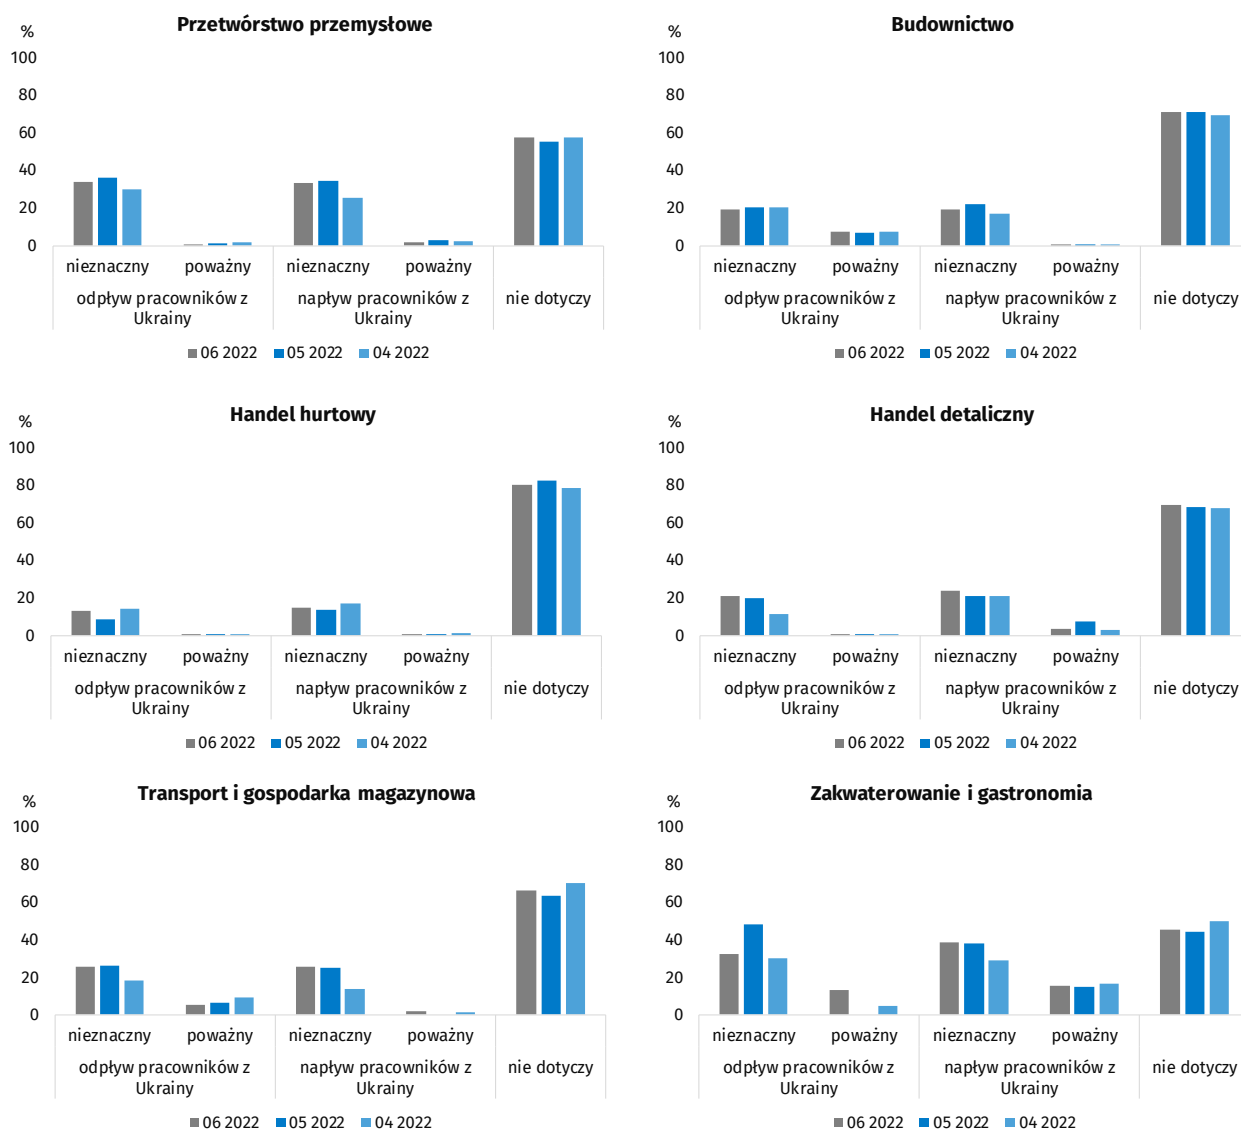 Przetwórstwo przemysłowe
%
100
80
60
40
20
0
nieznaczny poważny nieznaczny poważny
odpływ pracowników z napływ pracowników z nie dotyczy
Ukrainy Ukrainy
06 2022 05 2022 04 2022
Budownictwo
%
100
80
60
40
20
0
nieznaczny poważny nieznaczny poważny
odpływ pracowników z napływ pracowników z nie dotyczy
Ukrainy Ukrainy
06 2022 05 2022 04 2022
Handel hurtowy
%
100
80
60
40
20
0
nieznaczny poważny nieznaczny poważny
odpływ pracowników z napływ pracowników z nie dotyczy
Ukrainy Ukrainy
06 2022 05 2022 04 2022
Handel detaliczny
%
100
80
60
40
20
0
nieznaczny poważny nieznaczny poważny
odpływ pracowników z napływ pracowników z nie dotyczy
Ukrainy Ukrainy
06 2022 05 2022 04 2022
Transport i gospodarka magazynowa
%
100
80
60
40
20
0
nieznaczny poważny nieznaczny poważny
odpływ pracowników z napływ pracowników z nie dotyczy
Ukrainy Ukrainy
06 2022 05 2022 04 2022
Zakwaterowanie i gastronomia
%
100
80
60
40
20
0
nieznaczny poważny nieznaczny poważny
odpływ pracowników z napływ pracowników z nie dotyczy
Ukrainy Ukrainy
06 2022 05 2022 04 2022